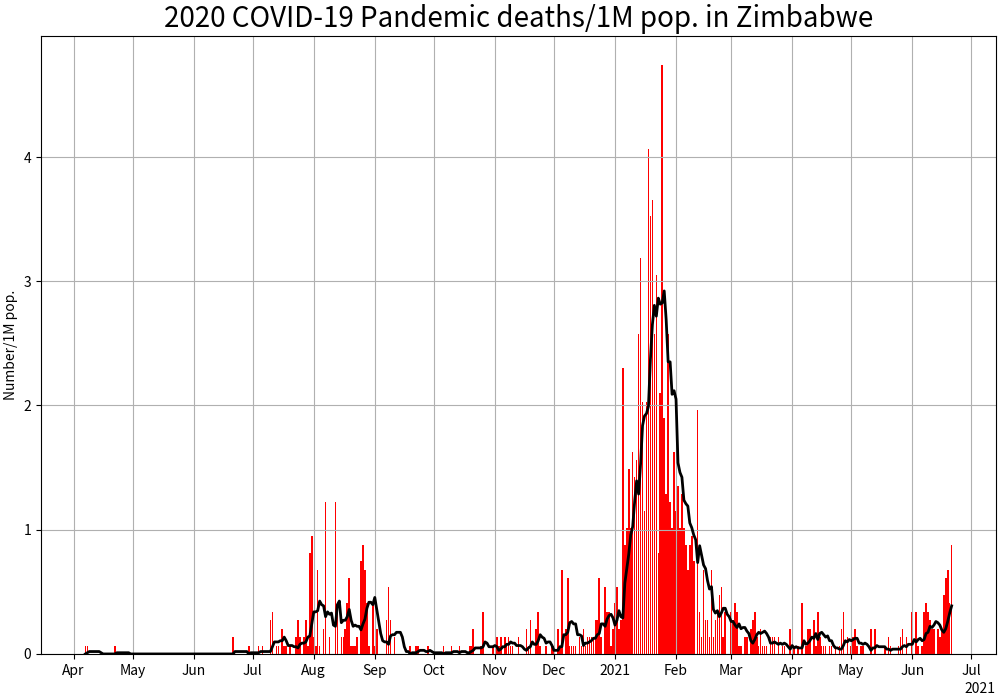 2020 COVID-19 Pandemic deaths/1M pop. in Zimbabwe
Number/1M pop.
4
3
2
1
0
Apr May Jun Jul Aug Sep Oct Nov Dec 2021 Feb Mar Apr May Jun Jul
2021